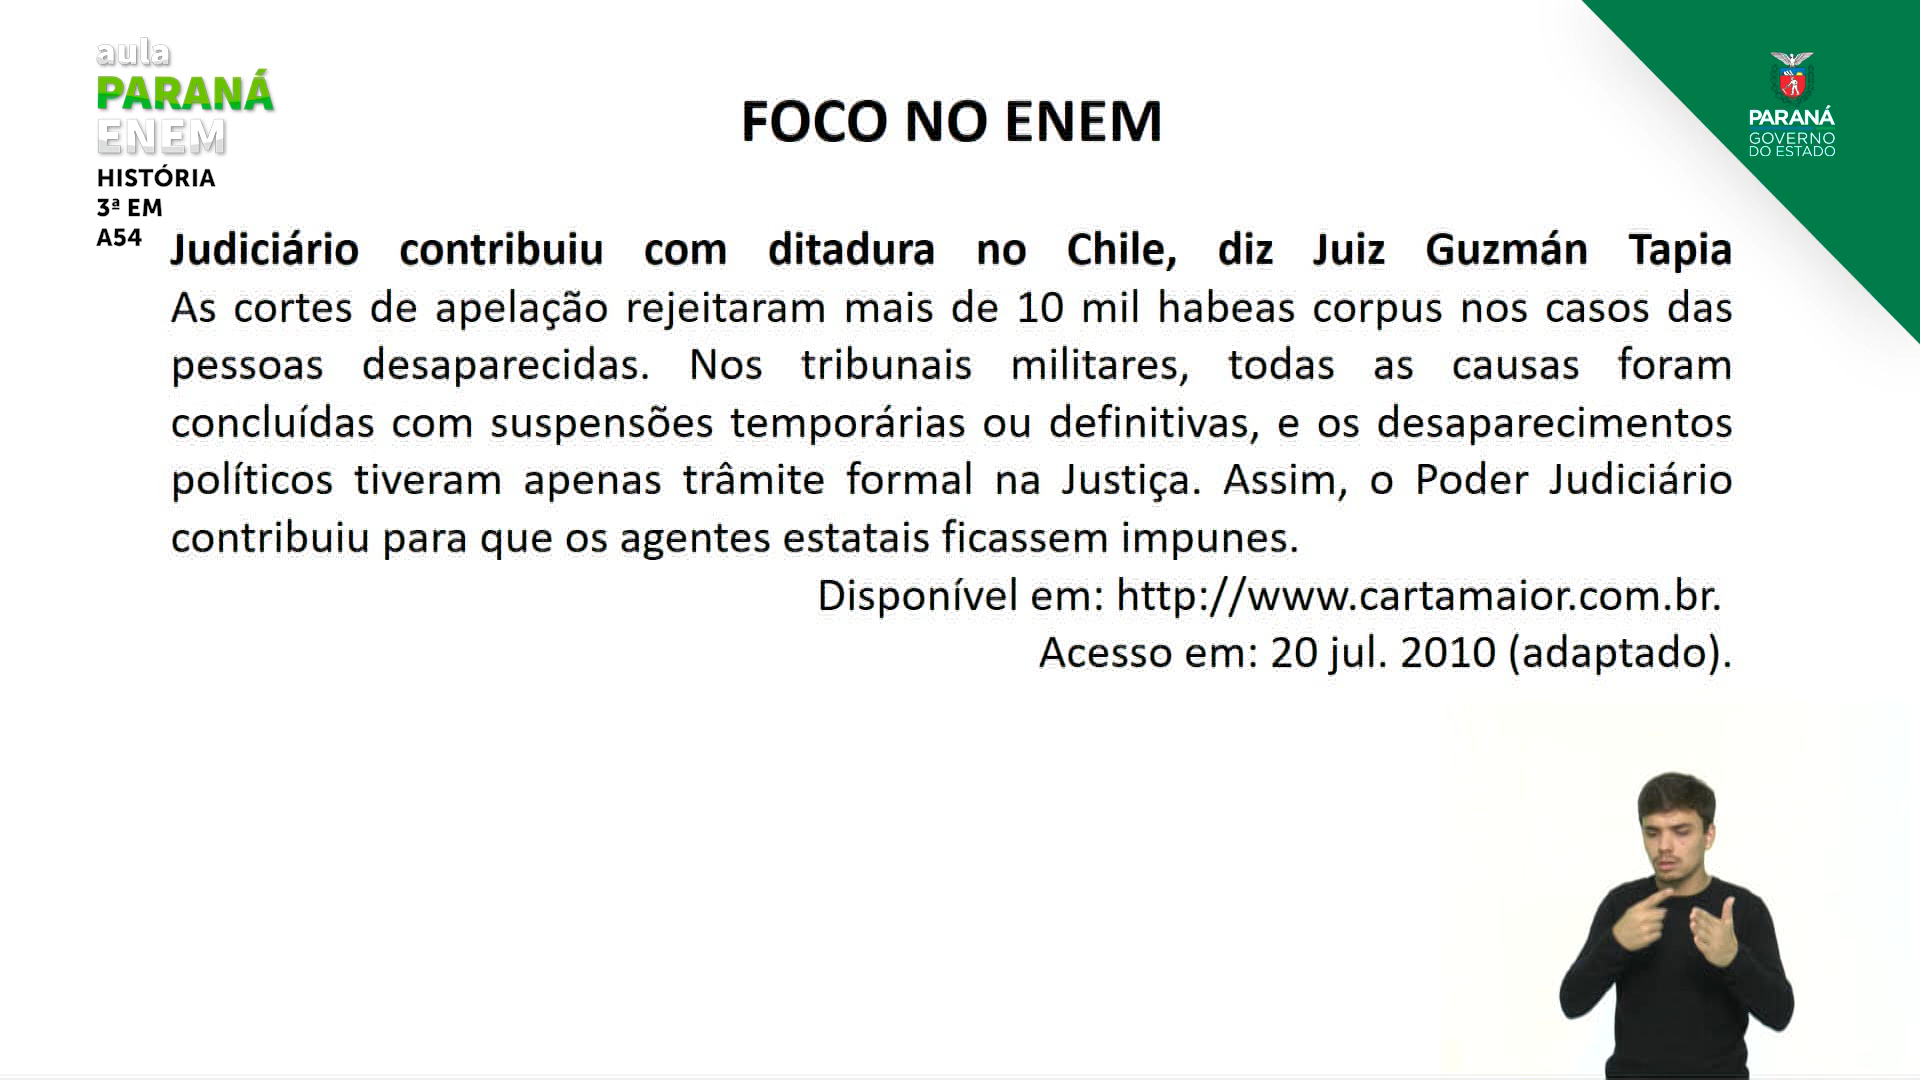 aula
PARANÁ
ENEM
HISTÓRIA
3ª EM
A54
FOCO NO ENEM
PARANÁ
GOVERNO
DO ESTADO
Judiciário contribuiu com ditadura no Chile, diz Juiz Guzmán Tapia
As cortes de apelação rejeitaram mais de 10 mil habeas corpus nos casos das
pessoas desaparecidas. Nos tribunais militares, todas as causas foram
concluídas com suspensões temporárias ou definitivas, e os desaparecimentos
políticos tiveram apenas trâmite formal na Justiça. Assim, o Poder Judiciário
contribuiu para que os agentes estatais ficassem impunes.
Disponível em: http://www.cartamaior.com.br.
Acesso em: 20 jul. 2010 (adaptado).